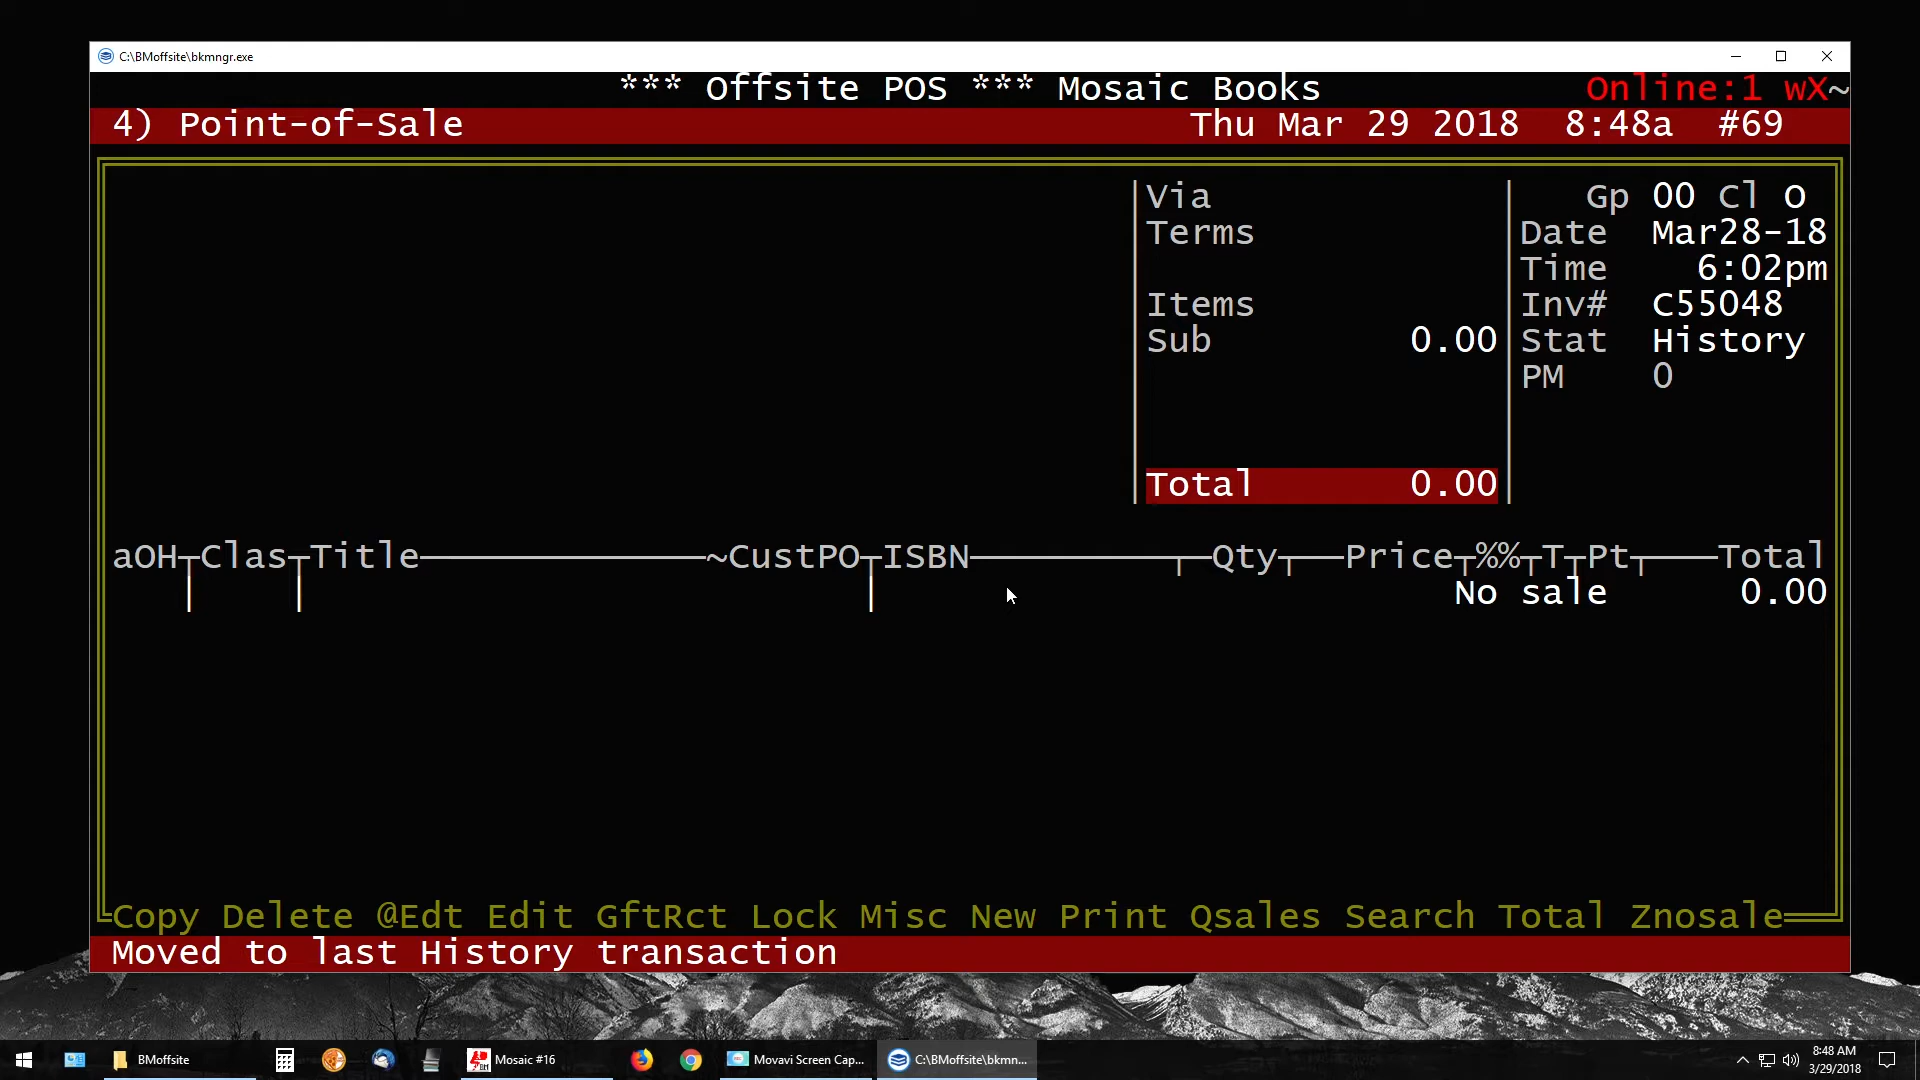 C:\BMoffsite\bkmngr.exe
*** Offsite POS *** Mosaic Books Online:1 wX~
4) Point-of-Sale Thu Mar 29 2018 8:48a #69
Via Gp 00 Cl O
Terms Date Mar28-18
Time 6:02pm
Items Inv# C55048
Sub 0.00 Stat History
PM 0
Total 0.00
aOH Clas Title ~CustPO ISBN Qty Price %% T Pt Total
No sale 0.00
Copy Delete @Edt Edit GftRct Lock Misc New Print Qsales Search Total Znosale
Moved to last History transaction
BMoffsite Mosaic #16 Movavi Screen Cap... C:\BMoffsite\bkmn... 8:48 AM
3/29/2018